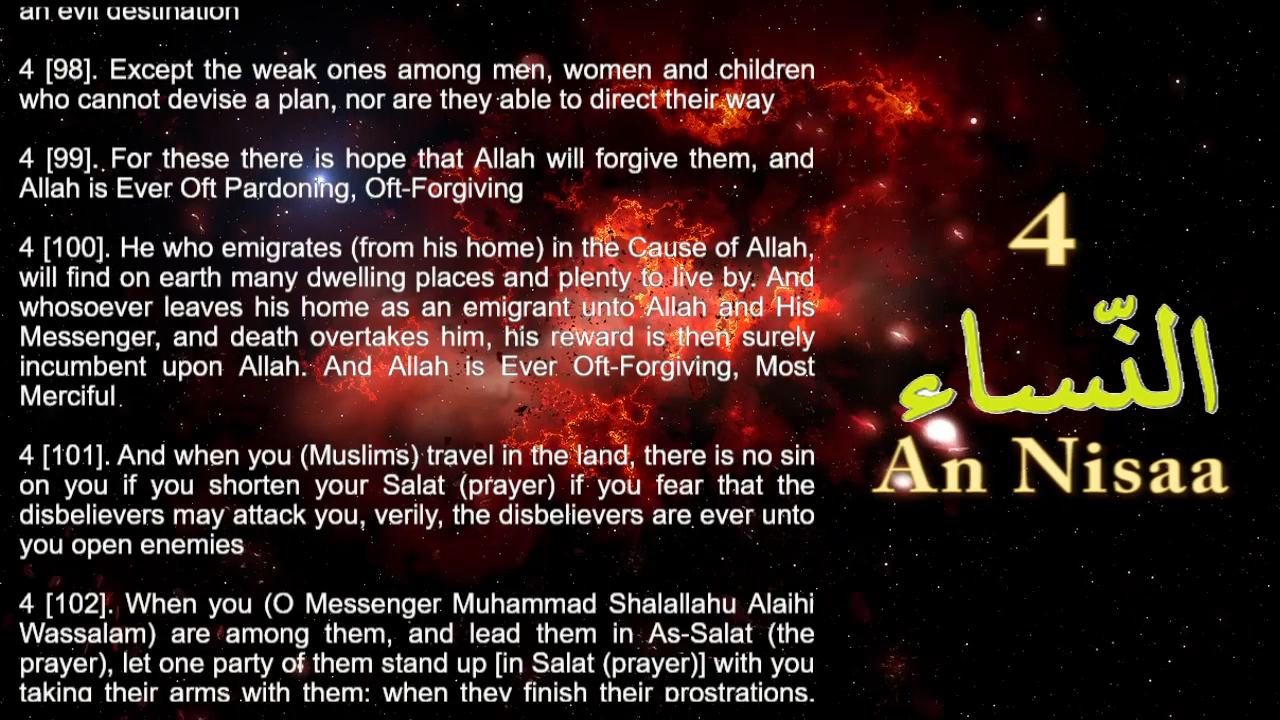 an evil destination
4 [98]. Except the weak ones among men, women and children
who cannot devise a plan, nor are they able to direct their way
4 [99]. For these there is hope that Allah will forgive them, and
Allah is Ever Oft Pardoning, Oft-Forgiving
4 [100]. He who emigrates (from his home) in the Cause of Allah,
will find on earth many dwelling places and plenty to live by. And
whosoever leaves his home as an emigrant unto Allah and His
Messenger, and death overtakes him, his reward is then surely
incumbent upon Allah. And Allah is Ever Oft-Forgiving, Most
Merciful.
4 [101]. And when you (Muslims) travel in the land, there is no sin
on you if you shorten your Salat (prayer) if you fear that the
disbelievers may attack you, verily, the disbelievers are ever unto
you open enemies
4 [102]. When you (O Messenger Muhammad Shalallahu Alaihi
Wassalam) are among them, and lead them in As-Salat (the
prayer), let one party of them stand up [in Salat (prayer)] with you
taking their arms with them; when they finish their prostrations,
4
النّساء
An Nisaa